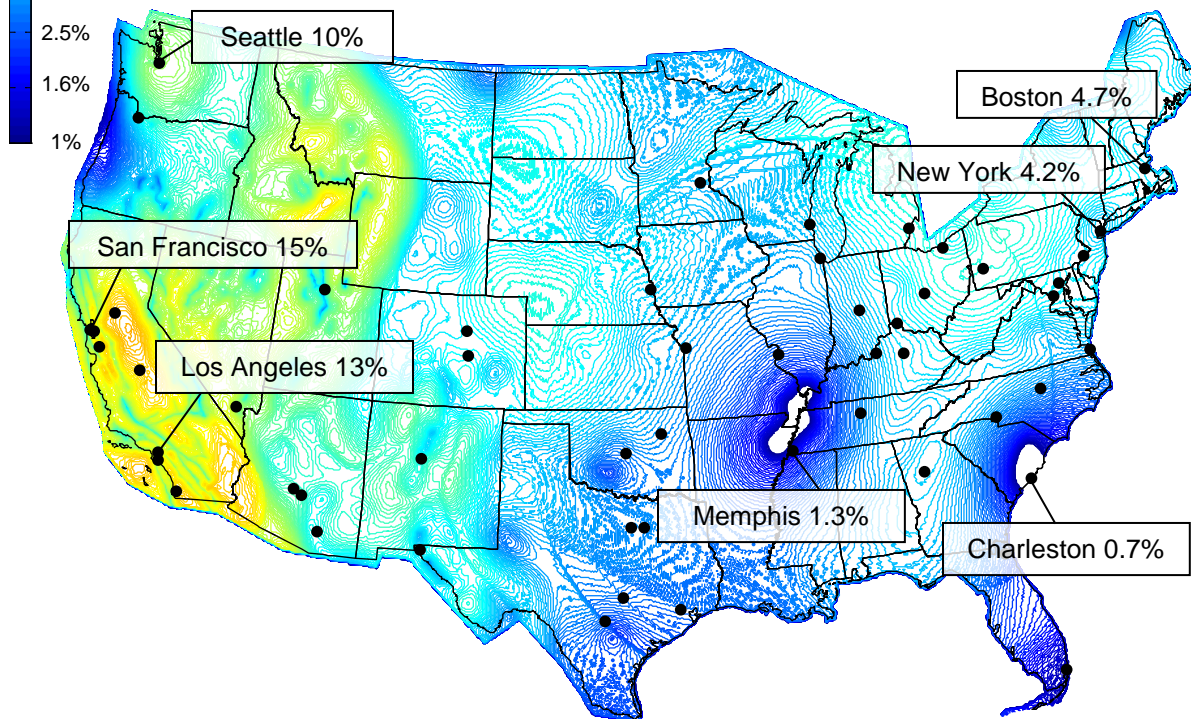 2.5%
1.6%
1%
Seattle 10%
Boston 4.7%
New York 4.2%
San Francisco 15%
Los Angeles 13%
Memphis 1.3%
Charleston 0.7%